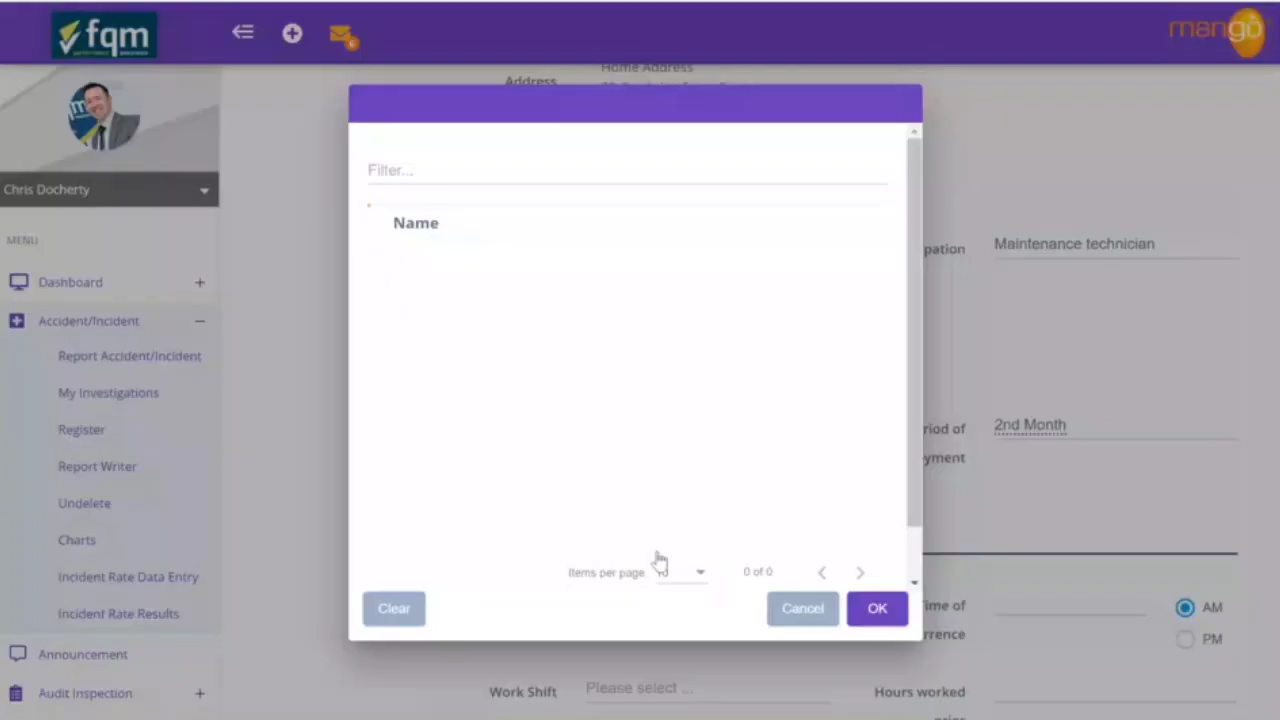 fqm
mango
Home Address
Address
Chris Docherty
MENU
Dashboard
Accident/Incident
Report Accident/Incident
My Investigations
Register
Report Writer
Undelete
Charts
Incident Rate Data Entry
Incident Rate Results
Announcement
Audit Inspection
Filter...
Name
Items per page
0 of 0
Clear
Cancel
OK
pation
Maintenance technician
riod of
2nd Month
yment
ime of
AM
rrence
PM
Work Shift
Please select ...
Hours worked